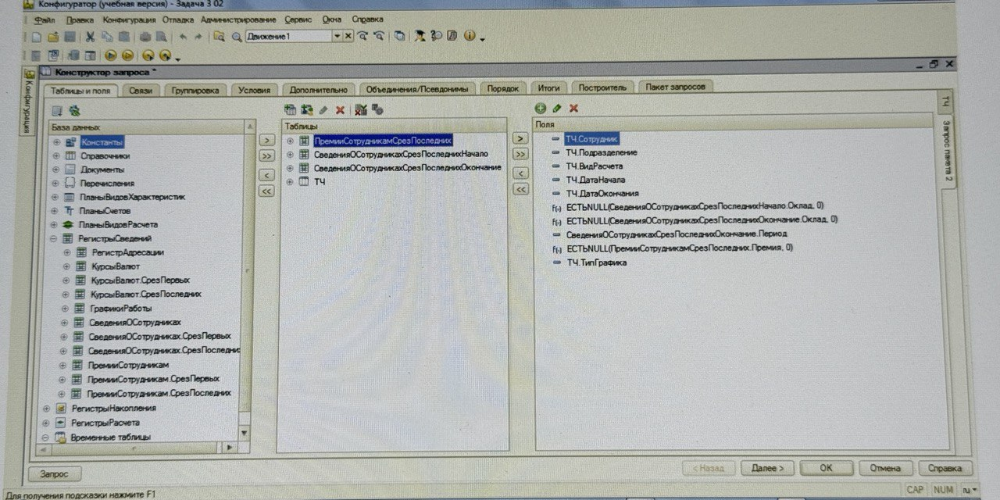 Конфигуратор (учебная версия) - Задача 3 02
Файл Правка Конфигурация Отладка Администрирование Сервис Окна Справка
Движение1
Конструктор запроса *
Таблицы и поля Связи Группировка Условия Дополнительно Объединения/Псевдонимы Порядок Итоги Построитель Пакет запросов
Конфигурация
База данных
Константы
Справочники
Документы
Перечисления
ПланыВидовХарактеристик
ПланыСчетов
ПланыВидовРасчета
РегистрыСведений
РегистрАдресации
КурсыВалют
КурсыВалют.СрезПервых
КурсыВалют.СрезПоследних
ГрафикиРаботы
СведенияОСотрудниках
СведенияОСотрудниках.СрезПервых
СведенияОСотрудниках.СрезПоследни
ПремииСотрудникам
ПремииСотрудникам.СрезПервых
ПремииСотрудникам.СрезПоследних
РегистрыНакопления
РегистрыРасчета
Временные таблицы
>
>>
<
<<
Таблицы
ПремииСотрудникамСрезПоследних
СведенияОСотрудникахСрезПоследнихНачало
СведенияОСотрудникахСрезПоследнихОкончание
ТЧ
>
>>
<
<<
Поля
ТЧ.Сотрудник
ТЧ.Подразделение
ТЧ.ВидРасчета
ТЧ.ДатаНачала
ТЧ.ДатаОкончания
ЕСТЬNULL(СведенияОСотрудникахСрезПоследнихНачало.Оклад, 0)
ЕСТЬNULL(СведенияОСотрудникахСрезПоследнихОкончание.Оклад, 0)
СведенияОСотрудникахСрезПоследнихОкончание.Период
ЕСТЬNULL(ПремииСотрудникамСрезПоследних.Премия, 0)
ТЧ.ТипГрафика
ТЧ
Запрос пакета 2
Запрос < Назад Далее > ОК Отмена Справка
Для получения подсказки нажмите F1 CAP NUM ru